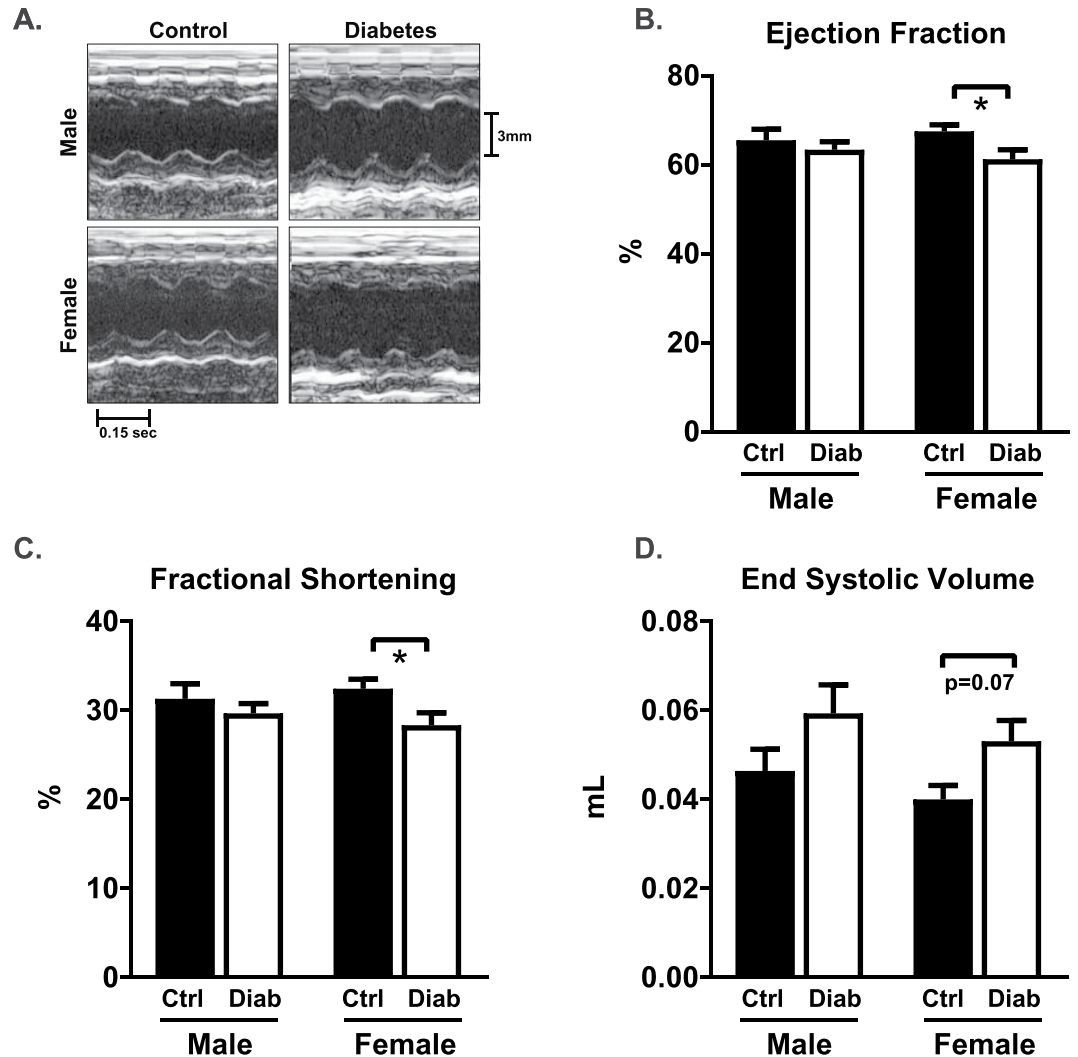 A.
Control Diabetes
Male
3mm
Female
0.15 sec
B.
Ejection Fraction
80
60
40
20
0
%
*
Ctrl Diab Ctrl Diab
Male Female
C.
Fractional Shortening
40
30
20
10
0
%
*
Ctrl Diab Ctrl Diab
Male Female
D.
End Systolic Volume
0.08
0.06
0.04
0.02
0.00
mL
p=0.07
Ctrl Diab Ctrl Diab
Male Female